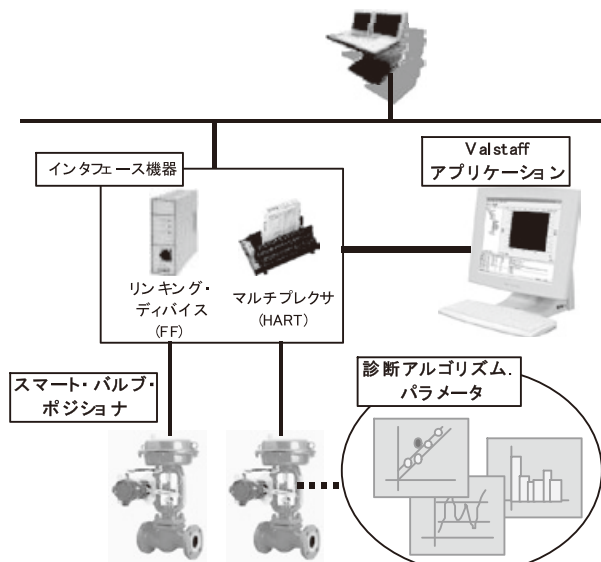 Valstaff
アプリケーション
インタフェース機器
リンキング・
ディバイス
(FF)
マルチプレクサ
(HART)
スマート・バルブ・
ポジショナ
診断アルゴリズム.
パラメータ